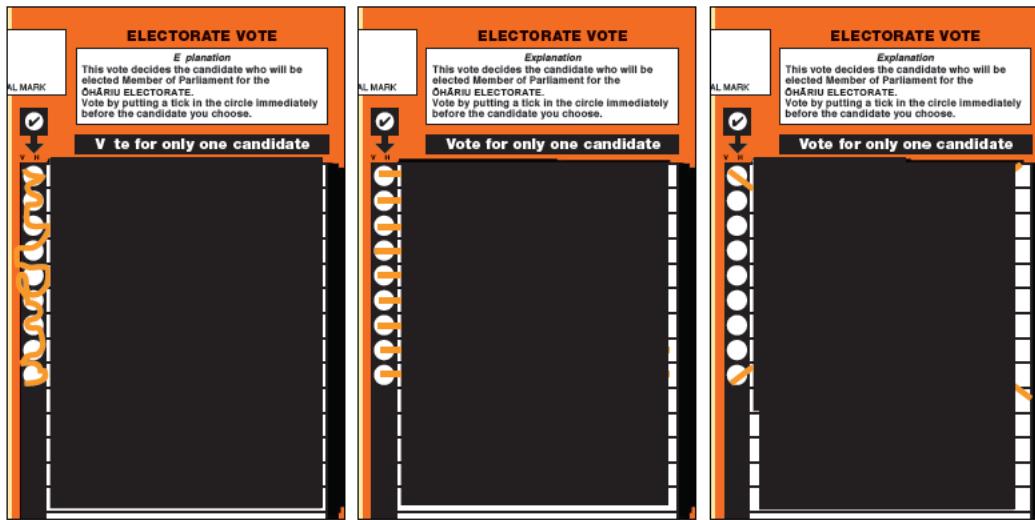 ELECTORATE VOTE
AL MARK
E planation
This vote decides the candidate who will be
elected Member of Parliament for the
ŌHĀRIU ELECTORATE.
Vote by putting a tick in the circle immediately
before the candidate you choose.
V te for only one candidate
V H
ELECTORATE VOTE
AL MARK
Explanation
This vote decides the candidate who will be
elected Member of Parliament for the
ŌHĀRIU ELECTORATE.
Vote by putting a tick in the circle immediately
before the candidate you choose.
Vote for only one candidate
V H
ELECTORATE VOTE
AL MARK
Explanation
This vote decides the candidate who will be
elected Member of Parliament for the
ŌHĀRIU ELECTORATE.
Vote by putting a tick in the circle immediately
before the candidate you choose.
Vote for only one candidate
V H